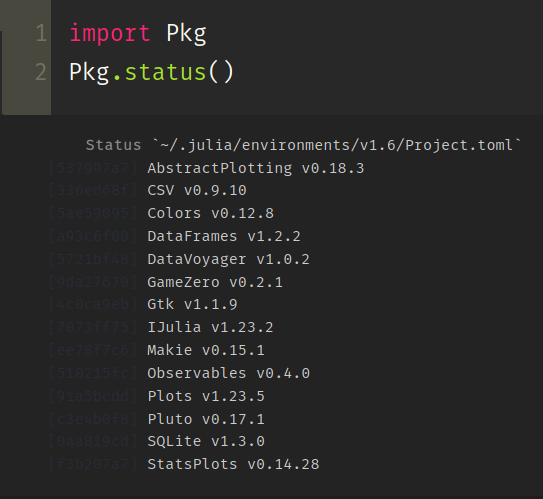 1 import Pkg
2 Pkg.status()
Status `~/.julia/environments/v1.6/Project.toml`
[537997a7] AbstractPlotting v0.18.3
[336ed68f] CSV v0.9.10
[5ae59095] Colors v0.12.8
[a93c6f00] DataFrames v1.2.2
[5721bf48] DataVoyager v1.0.2
[9da27670] GameZero v0.2.1
[4c0ca9eb] Gtk v1.1.9
[7073ff75] IJulia v1.23.2
[ee78f7c6] Makie v0.15.1
[510215fc] Observables v0.4.0
[91a5bcdd] Plots v1.23.5
[c3e4b0f8] Pluto v0.17.1
[0aa819cd] SQLite v1.3.0
[f3b207a7] StatsPlots v0.14.28